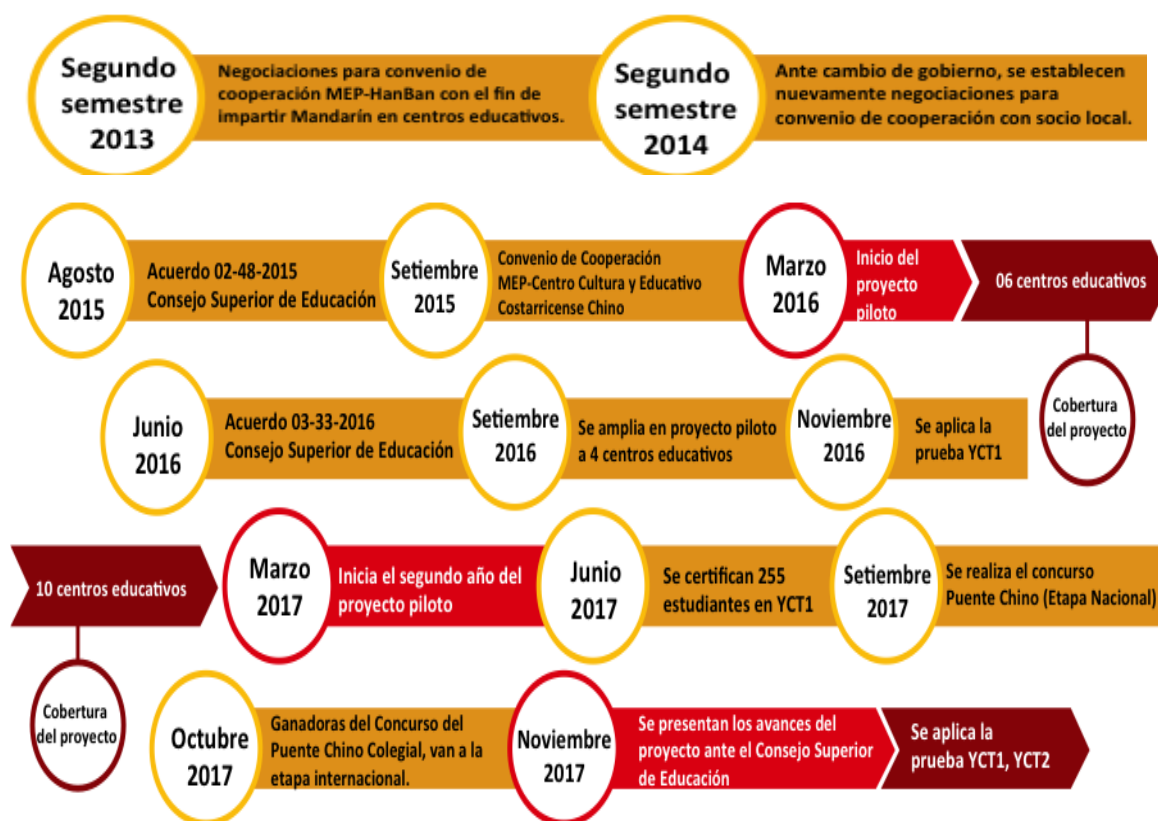 Segundo
semestre
2013
Negociaciones para convenio de
cooperación MEP-HanBan con el fin de
impartir Mandarín en centros educativos.
Segundo
semestre
2014
Ante cambio de gobierno, se establecen
nuevamente negociaciones para
convenio de cooperación con socio local.
Agosto
2015
Acuerdo 02-48-2015
Consejo Superior de Educación
Setiembre
2015
Convenio de Cooperación
MEP-Centro Cultura y Educativo
Costarricense Chino
Marzo
2016
Inicio del
proyecto
piloto
06 centros educativos
Cobertura
del proyecto
Junio
2016
Acuerdo 03-33-2016
Consejo Superior de Educación
Setiembre
2016
Se amplia en proyecto piloto
a 4 centros educativos
Noviembre
2016
Se aplica la
prueba YCT1
10 centros educativos
Cobertura
del proyecto
Marzo
2017
Inicia el segundo año del
proyecto piloto
Junio
2017
Se certifican 255
estudiantes en YCT1
Setiembre
2017
Se realiza el concurso
Puente Chino (Etapa Nacional)
Octubre
2017
Ganadoras del Concurso del
Puente Chino Colegial, van a la
etapa internacional.
Noviembre
2017
Se presentan los avances del
proyecto ante el Consejo Superior
de Educación
Se aplica la
prueba YCT1, YCT2